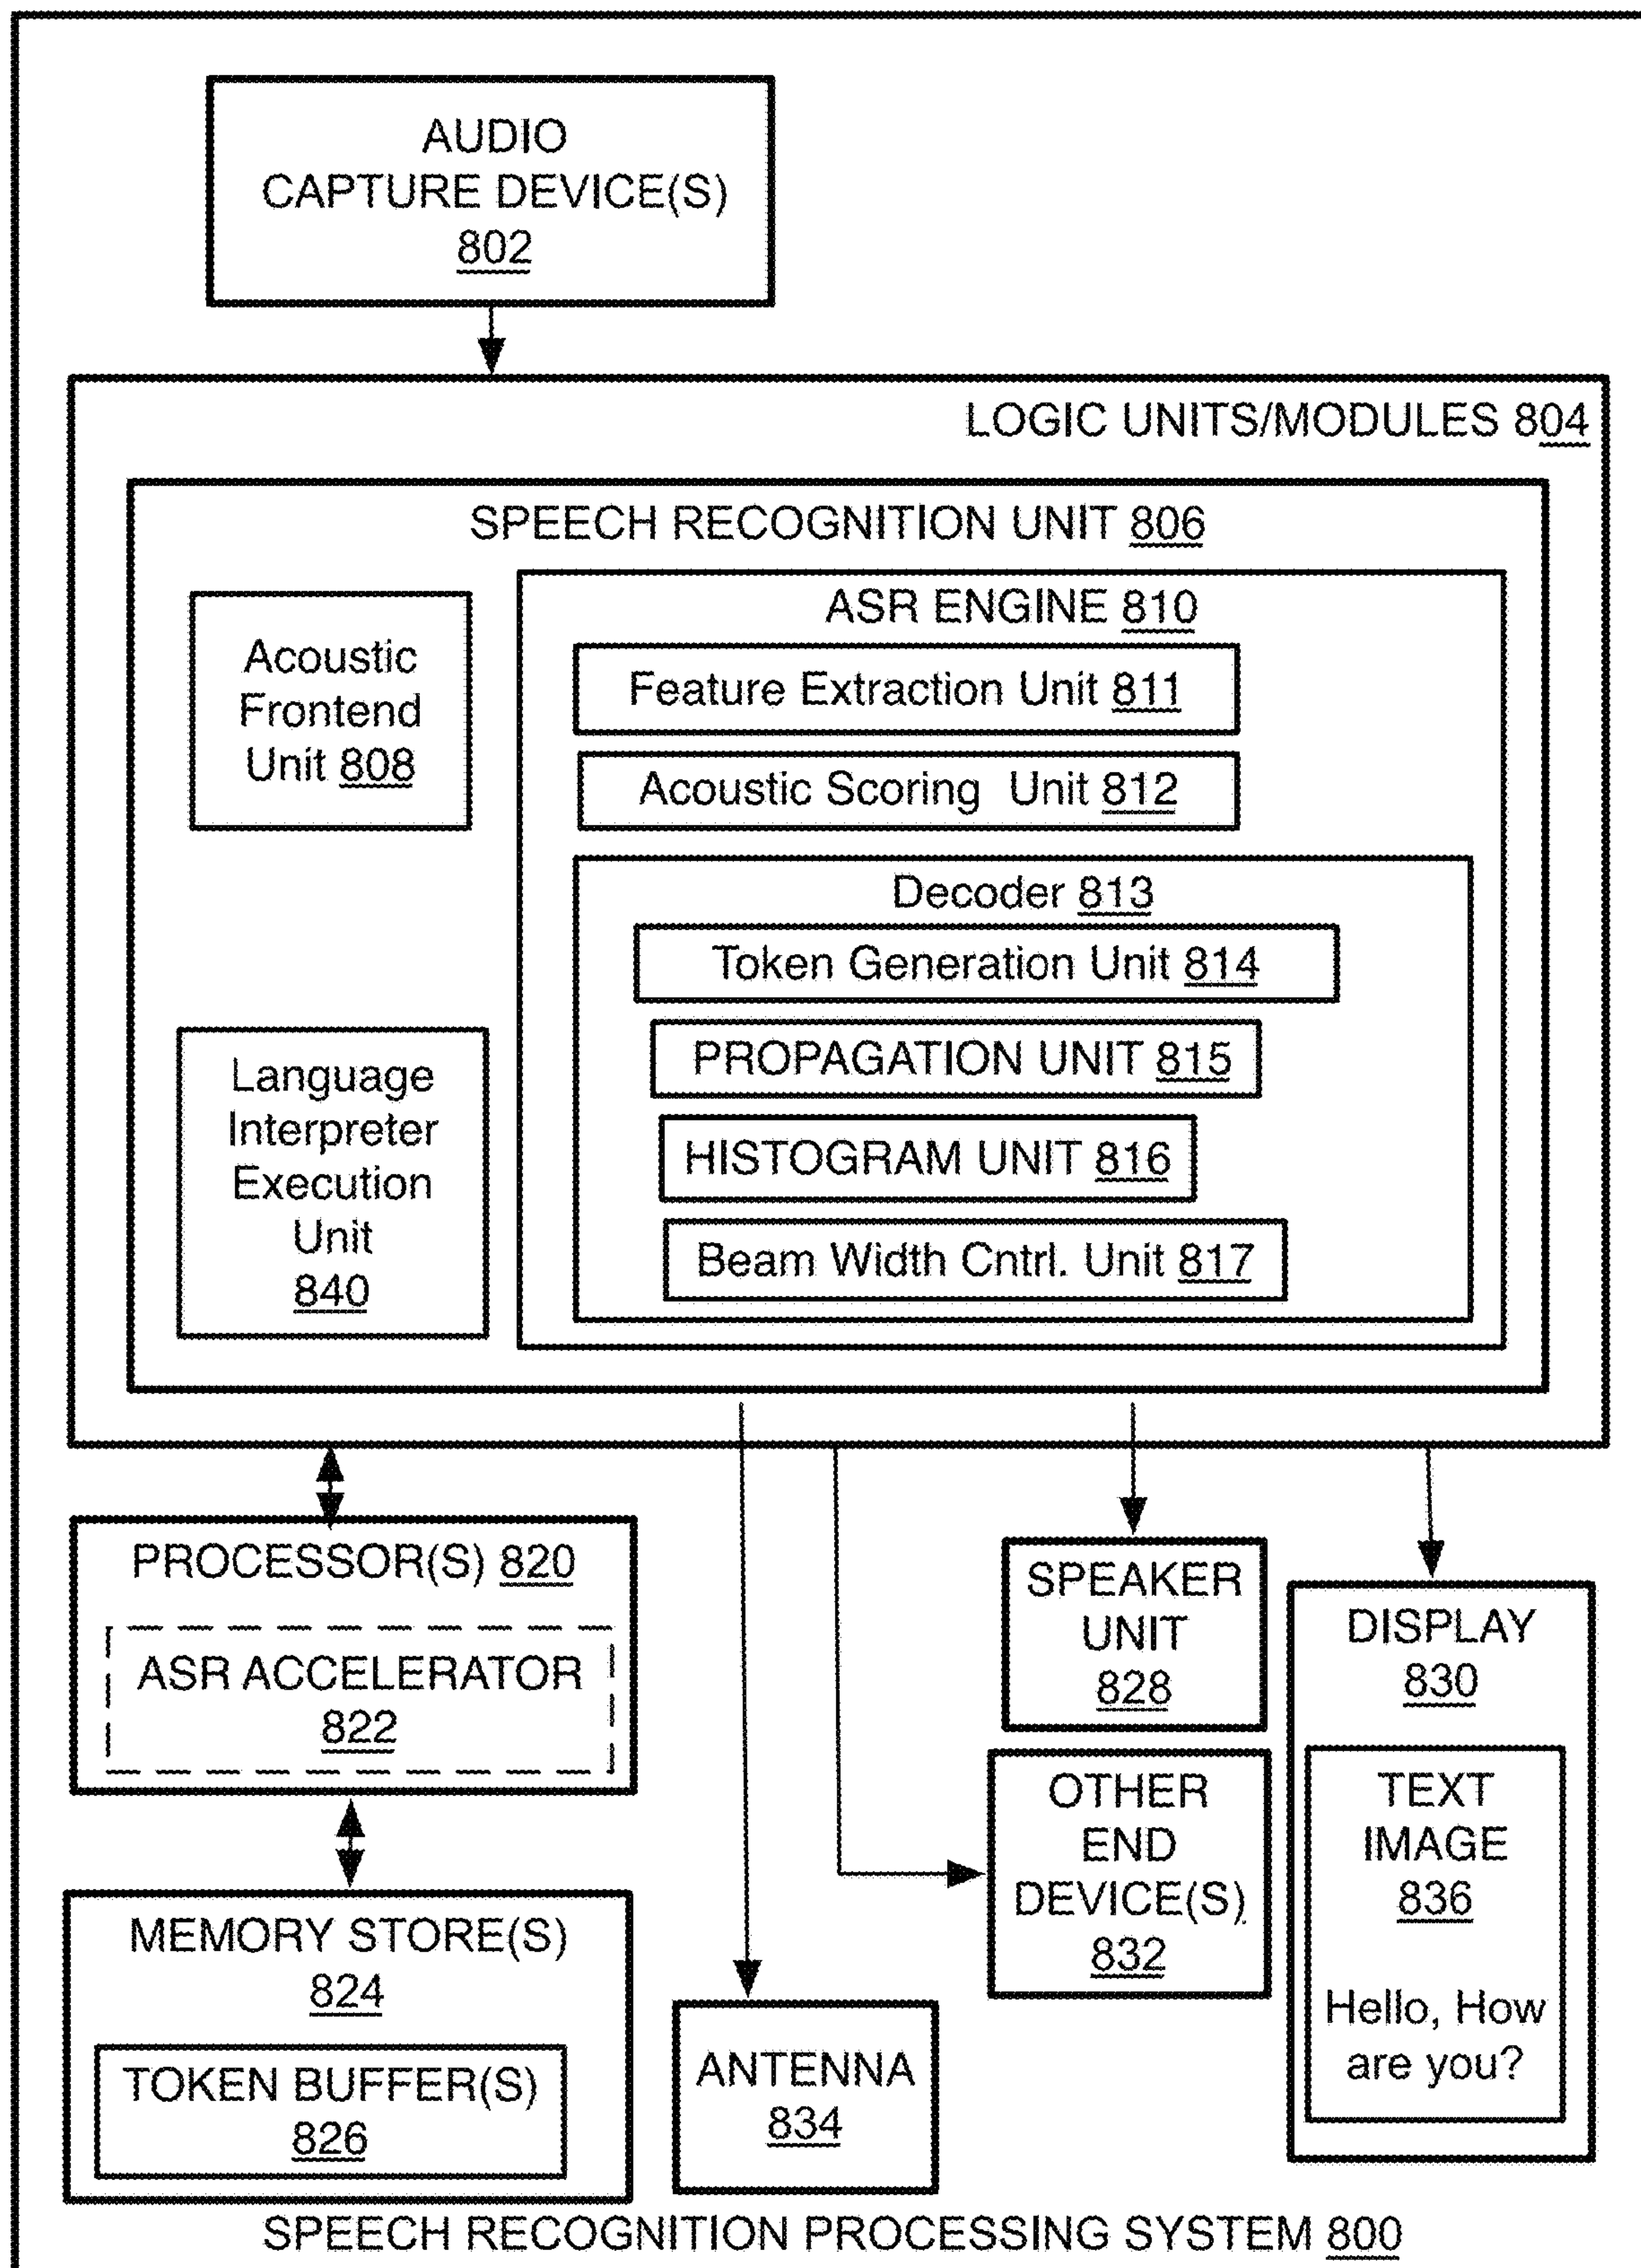 AUDIO
CAPTURE DEVICE(S)
802
LOGIC UNITS/MODULES 804
SPEECH RECOGNITION UNIT 806
Acoustic
Frontend
Unit 808
ASR ENGINE 810
Feature Extraction Unit 811
Acoustic Scoring Unit 812
Decoder 813
Token Generation Unit 814
PROPAGATION UNIT 815
HISTOGRAM UNIT 816
Beam Width Cntrl. Unit 817
Language
Interpreter
Execution
Unit
840
PROCESSOR(S) 820
ASR ACCELERATOR
822
MEMORY STORE(S)
824
TOKEN BUFFER(S)
826
ANTENNA
834
SPEAKER
UNIT
828
OTHER
END
DEVICE(S)
832
DISPLAY
830
TEXT
IMAGE
836
Hello, How
are you?
SPEECH RECOGNITION PROCESSING SYSTEM 800